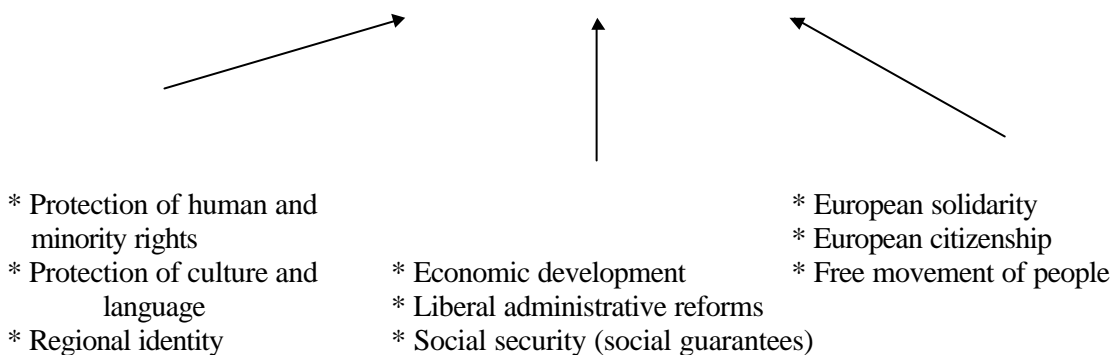 * Protection of human and
minority rights
* Protection of culture and
language
* Regional identity
* Economic development
* Liberal administrative reforms
* Social security (social guarantees)
* European solidarity
* European citizenship
* Free movement of people